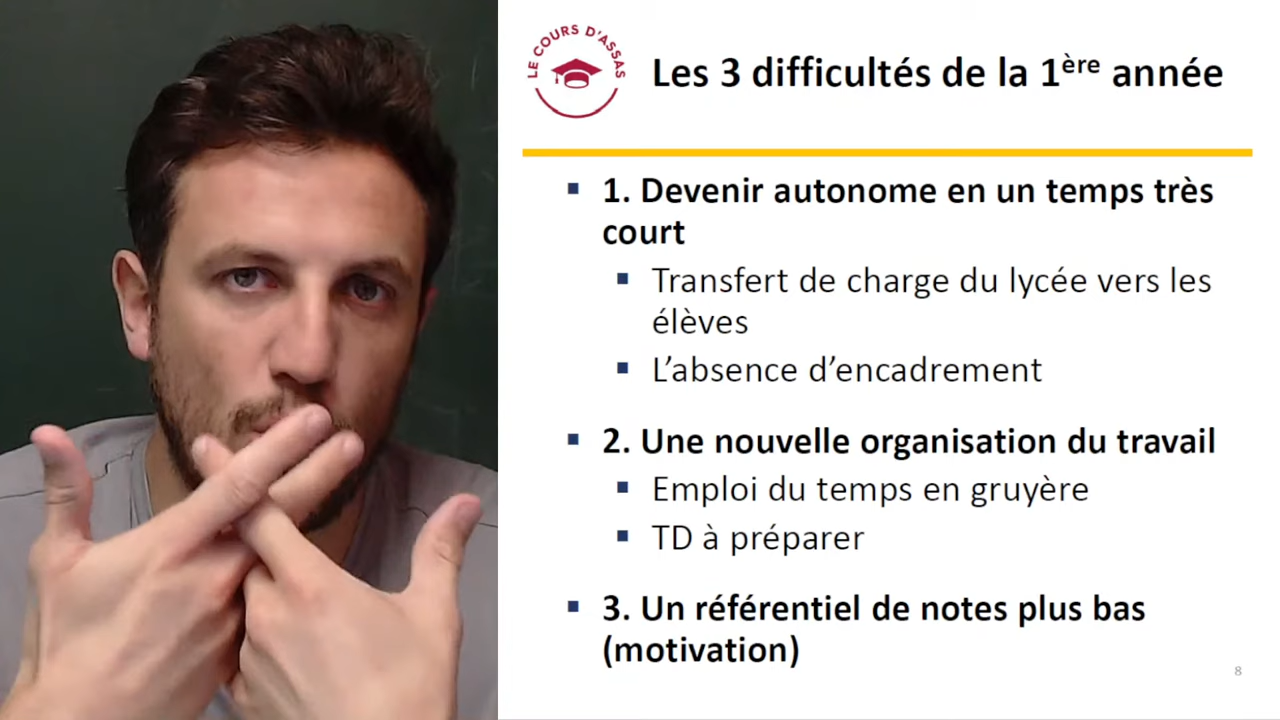 LE COURS D'ASSAS
Les 3 difficultés de la 1ère année
1. Devenir autonome en un temps très
court
Transfert de charge du lycée vers les
élèves
L’absence d’encadrement
2. Une nouvelle organisation du travail
Emploi du temps en gruyère
TD à préparer
3. Un référentiel de notes plus bas
(motivation)
8